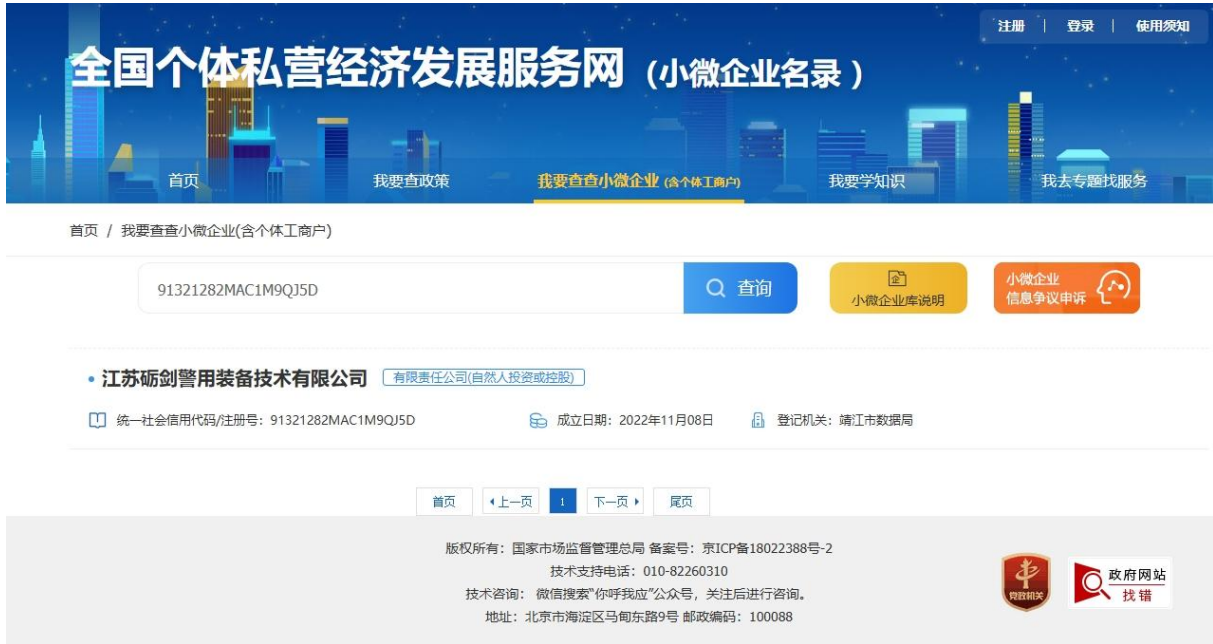 注册 | 登录 | 使用须知
全国个体私营经济发展服务网（小微企业名录）
首页 我要查政策 我要查查小微企业(含个体工商户) 我要学知识 我去专题找服务
首页 / 我要查查小微企业(含个体工商户)
91321282MAC1M9QJ5D 查询 小微企业库说明 小微企业
信息争议申诉
江苏砺剑警用装备技术有限公司 有限责任公司(自然人投资或控股)
统一社会信用代码/注册号：91321282MAC1M9QJ5D 成立日期：2022年11月08日 登记机关：靖江市数据局
首页 上一页 1 下一页 尾页
版权所有：国家市场监督管理总局 备案号：京ICP备18022388号-2
技术支持电话：010-82260310
技术咨询： 微信搜索“你呼我应”公众号，关注后进行咨询。
地址：北京市海淀区马甸东路9号 邮政编码：100088
党政机关
政府网站
找错